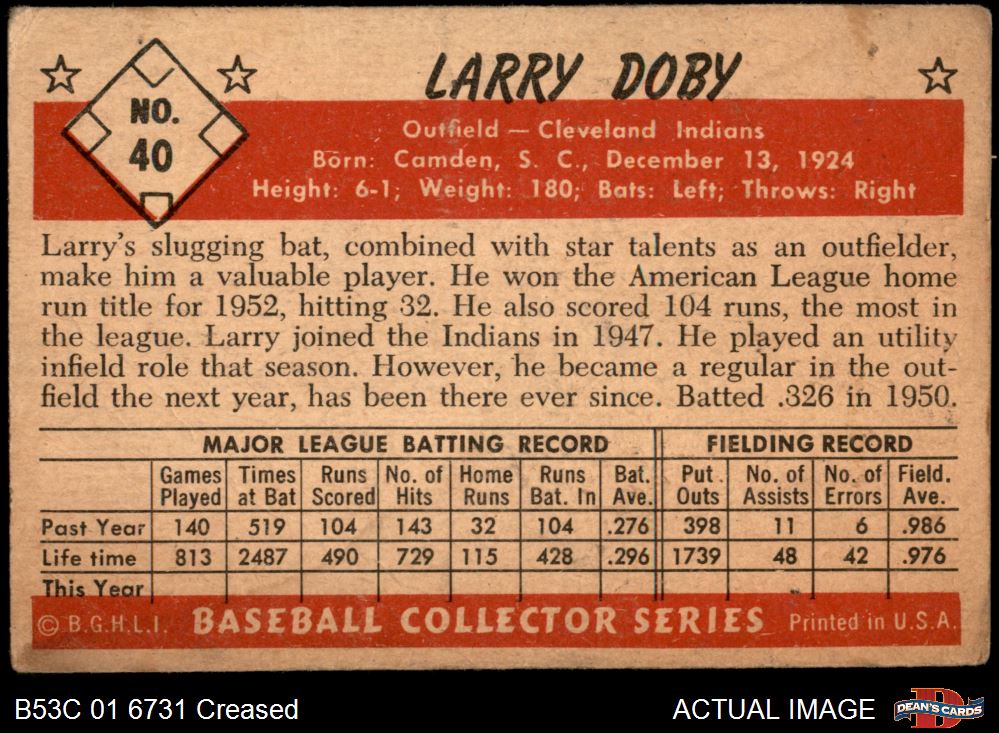 LARRY DOBY
NO.
40
Outfield — Cleveland Indians
Born: Camden, S. C., December 13, 1924
Height: 6-1; Weight: 180; Bats: Left; Throws: Right
Larry's slugging bat, combined with star talents as an outfielder,
make him a valuable player. He won the American League home
run title for 1952, hitting 32. He also scored 104 runs, the most in
the league. Larry joined the Indians in 1947. He played an utility
infield role that season. However, he became a regular in the out-
field the next year, has been there ever since. Batted .326 in 1950.
MAJOR LEAGUE BATTING RECORD FIELDING RECORD
Games Times Runs No. of Home Runs Bat. Put No. of No. of Field.
Played at Bat Scored Hits Runs Bat. In Ave. Outs Assists Errors Ave.
Past Year 140 519 104 143 32 104 .276 398 11 6 .986
Life time 813 2487 490 729 115 428 .296 1739 48 42 .976
This Year
© B.G.H.L.I. BASEBALL COLLECTOR SERIES Printed in U.S.A.
B53C 01 6731 Creased ACTUAL IMAGE DEAN'S CARDS